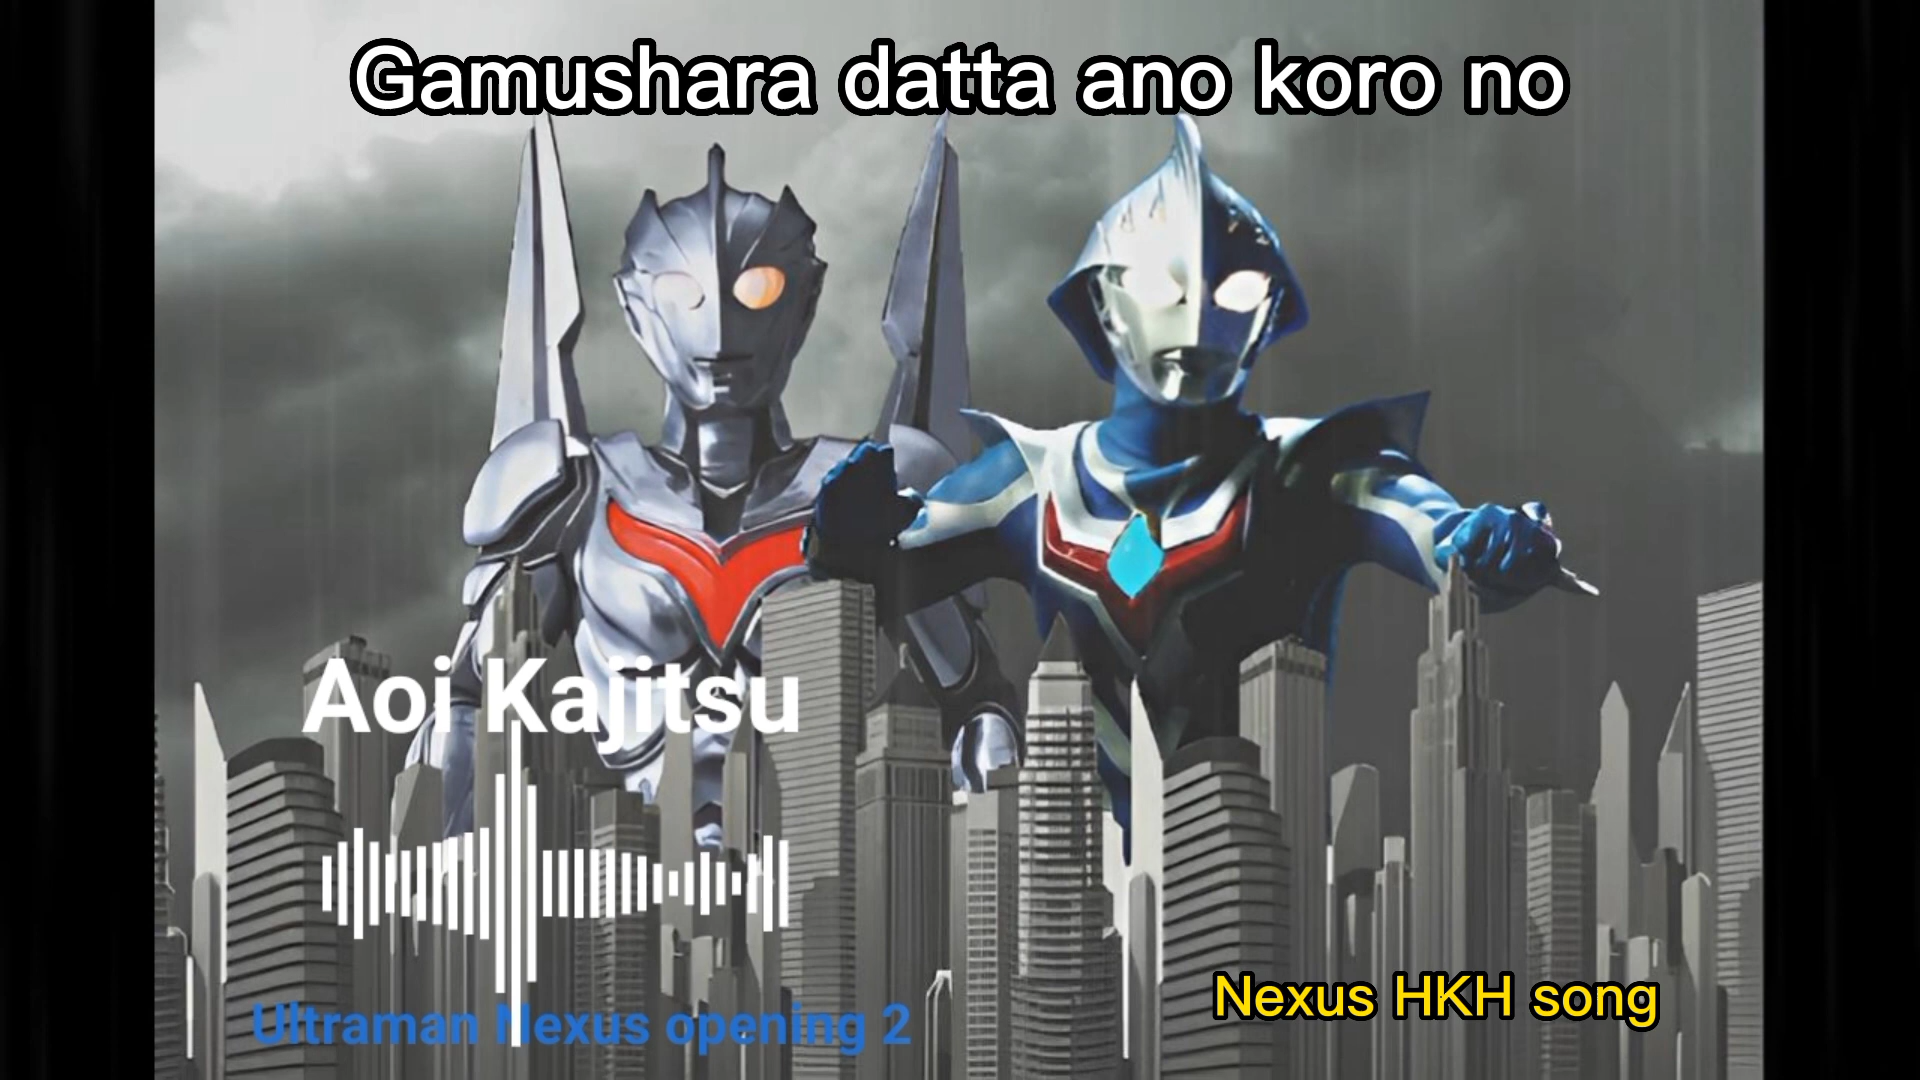 Gamushara datta ano koro no
Aoi Kajitsu
Ultraman Nexus opening 2
Nexus HKH song